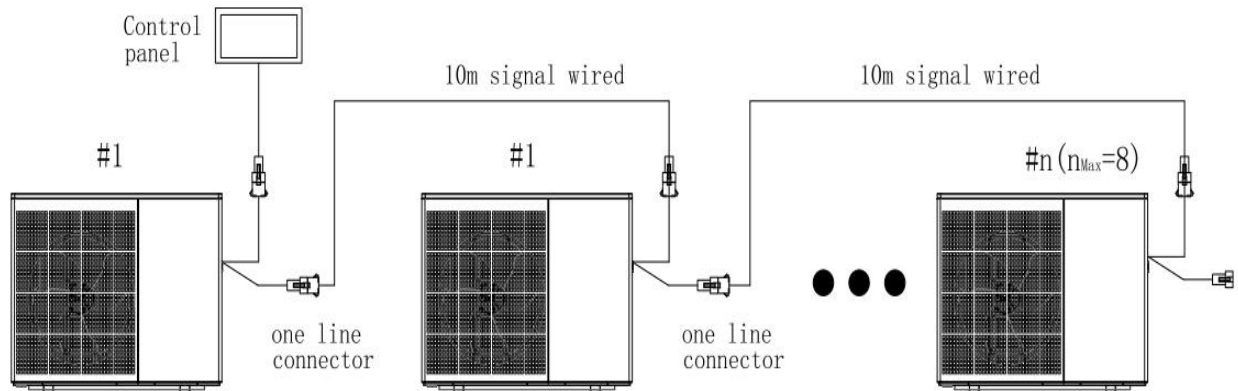 Control
panel
10m signal wired
10m signal wired
#1
#1
#n(nMax=8)
one line
connector
one line
connector